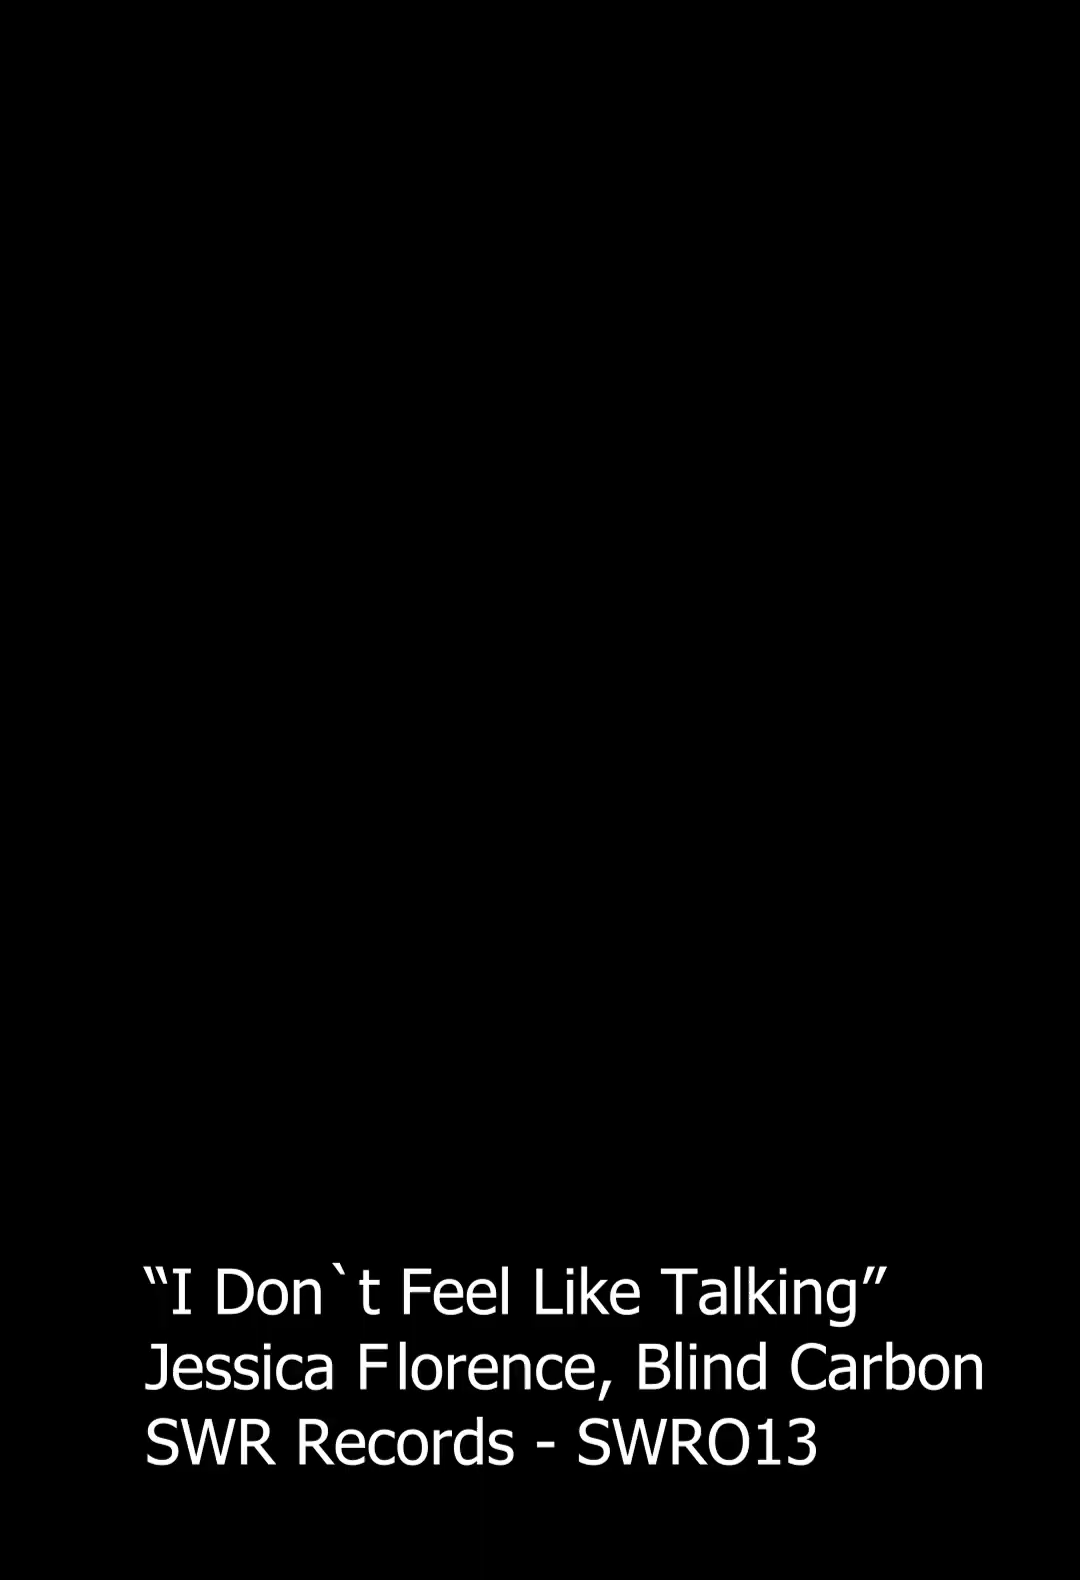 “I Don`t Feel Like Talking”
Jessica Florence, Blind Carbon
SWR Records - SWRO13